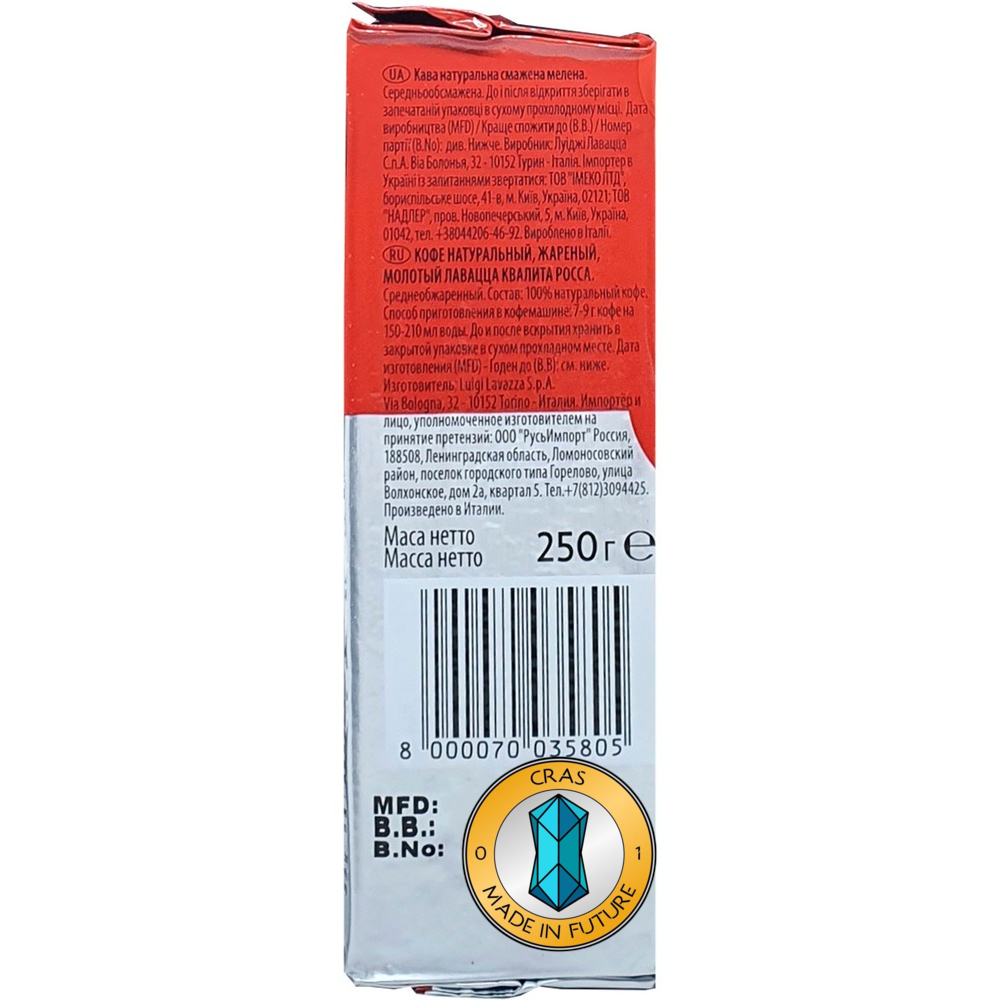 UA Кава натуральна смажена мелена.
Середньообсмажена. До і після відкриття зберігати в
запечатаній упаковці в сухому прохолодному місці. Дата
виробництва (MFD) / Краще спожити до (B.B.) / Номер
партії (B.No): див. Нижче. Виробник: Луіджі Лавацца
С.п.А. Віа Болонья, 32 - 10152 Турин - Італія. Імпортер в
Україні із запитаннями звертатися: ТОВ "ІМЕКО ЛТД",
бориспільське шосе, 41-в, м. Київ, Україна, 02121; ТОВ
"НАДЛЕР", пров. Новопечерський, 5, м. Київ, Україна,
01042, тел. +38044206-46-92. Вироблено в Італії.
RU КОФЕ НАТУРАЛЬНЫЙ, ЖАРЕНЫЙ,
МОЛОТЫЙ ЛАВАЦЦА КВАЛИТА РОССА.
Среднеобжаренный. Состав: 100% натуральный кофе.
Способ приготовления в кофемашине: 7-9 г кофе на
150-210 мл воды. До и после вскрытия хранить в
закрытой упаковке в сухом прохладном месте. Дата
изготовления (MFD) - Годен до (B.B): см. ниже.
Изготовитель: Luigi Lavazza S.p.A.
Via Bologna, 32 - 10152 Torino - Италия. Импортёр и
лицо, уполномоченное изготовителем на
принятие претензий: ООО "РусьИмпорт" Россия,
188508, Ленинградская область, Ломоносовский
район, поселок городского типа Горелово, улица
Волхонское, дом 2а, квартал 5. Тел.+7(812)3094425.
Произведено в Италии.
Маса нетто
Масса нетто 250 г ℮
8 000070 035805
MFD:
B.B.:
B.No:
CRAS
0 1
MADE IN FUTURE